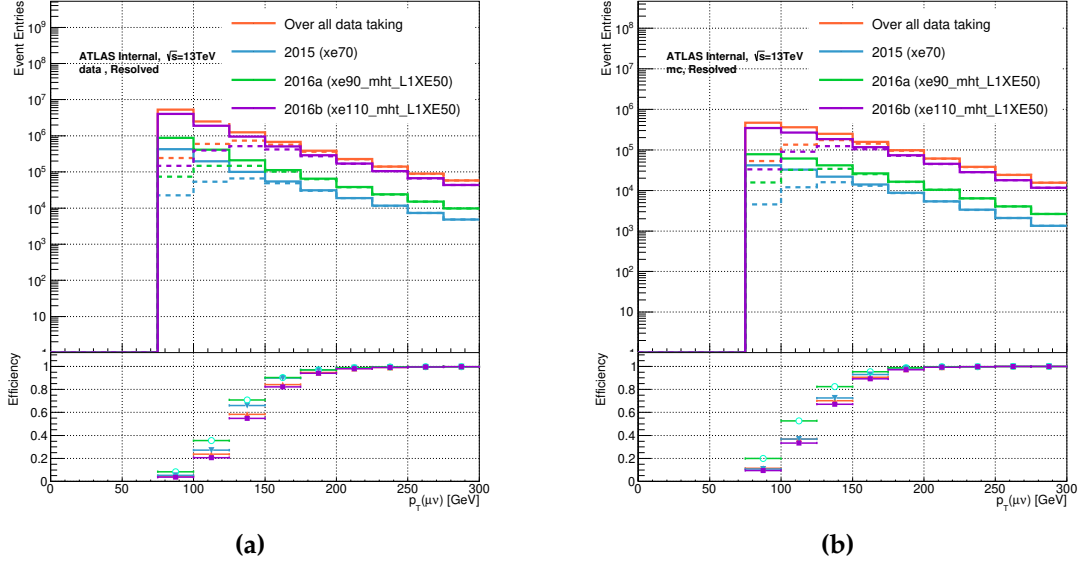 Event Entries
10⁹
10⁸
10⁷
10⁶
10⁵
10⁴
10³
10²
10
1
Over all data taking
2015 (xe70)
2016a (xe90_mht_L1XE50)
2016b (xe110_mht_L1XE50)
ATLAS Internal, √s=13TeV
data , Resolved
Efficiency
1
0.8
0.6
0.4
0.2
0
0 50 100 150 200 250 300
p_T(μν) [GeV]
(a)
Event Entries
10⁹
10⁸
10⁷
10⁶
10⁵
10⁴
10³
10²
10
1
Over all data taking
2015 (xe70)
2016a (xe90_mht_L1XE50)
2016b (xe110_mht_L1XE50)
ATLAS Internal, √s=13TeV
mc, Resolved
Efficiency
1
0.8
0.6
0.4
0.2
0
0 50 100 150 200 250 300
p_T(μν) [GeV]
(b)